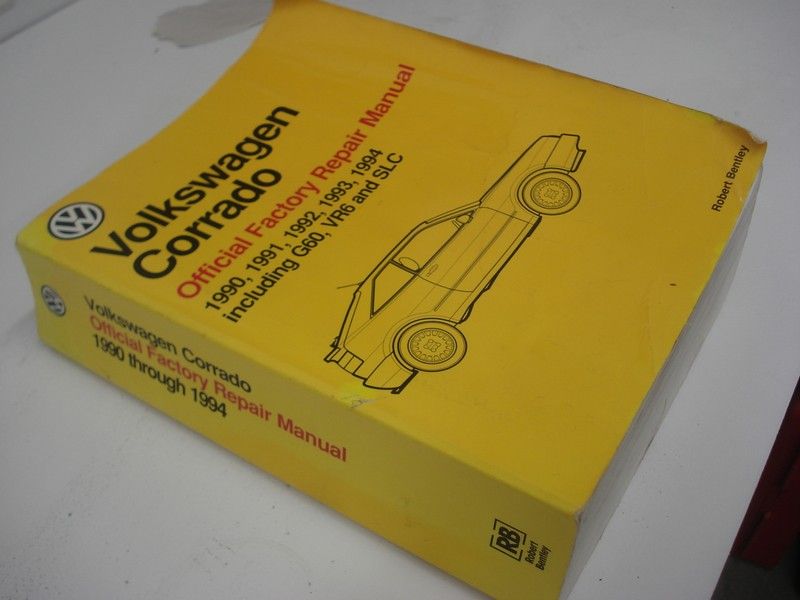 Volkswagen
Corrado
Official Factory Repair Manual
1990, 1991, 1992, 1993, 1994
including G60, VR6 and SLC
Robert Bentley
Volkswagen Corrado
Official Factory Repair Manual
1990 through 1994
RB
Robert
Bentley